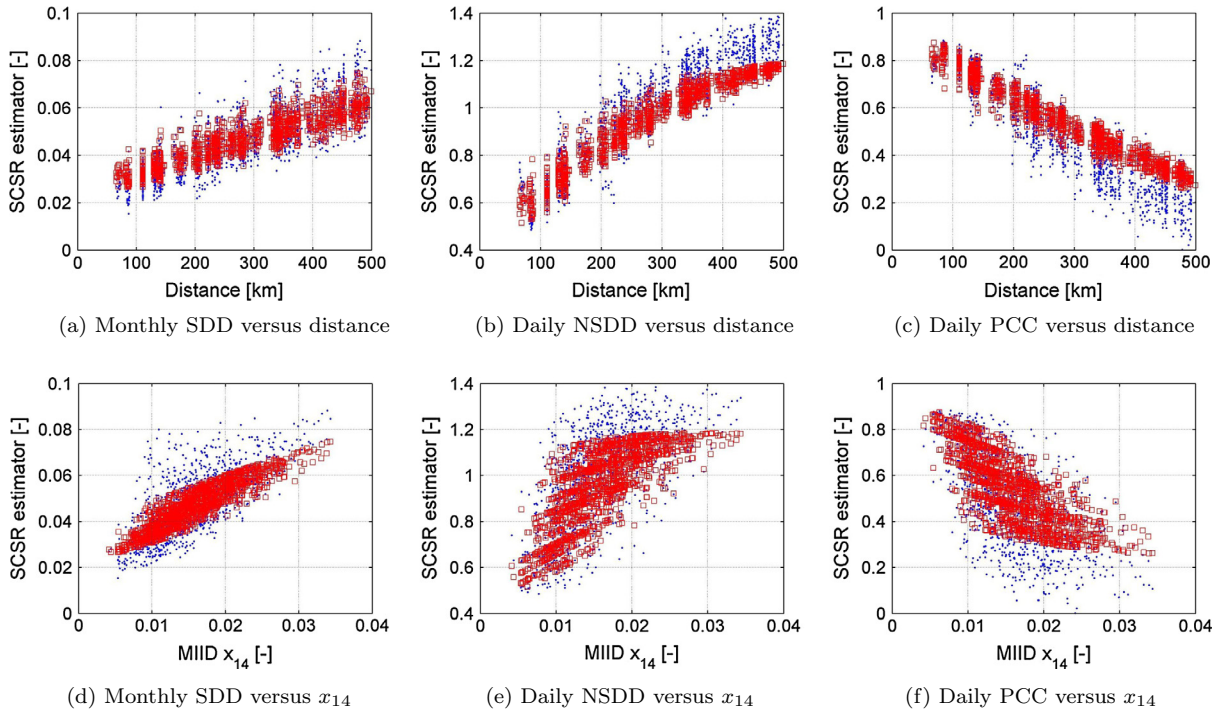 SCSR estimator [-]
0.1
0.08
0.06
0.04
0.02
0
0 100 200 300 400 500
Distance [km]
(a) Monthly SDD versus distance
SCSR estimator [-]
1.4
1.2
1
0.8
0.6
0.4
0 100 200 300 400 500
Distance [km]
(b) Daily NSDD versus distance
SCSR estimator [-]
1
0.8
0.6
0.4
0.2
0
0 100 200 300 400 500
Distance [km]
(c) Daily PCC versus distance
SCSR estimator [-]
0.1
0.08
0.06
0.04
0.02
0
0 0.01 0.02 0.03 0.04
MIID x14 [-]
(d) Monthly SDD versus x14
SCSR estimator [-]
1.4
1.2
1
0.8
0.6
0.4
0 0.01 0.02 0.03 0.04
MIID x14 [-]
(e) Daily NSDD versus x14
SCSR estimator [-]
1
0.8
0.6
0.4
0.2
0
0 0.01 0.02 0.03 0.04
MIID x14 [-]
(f) Daily PCC versus x14